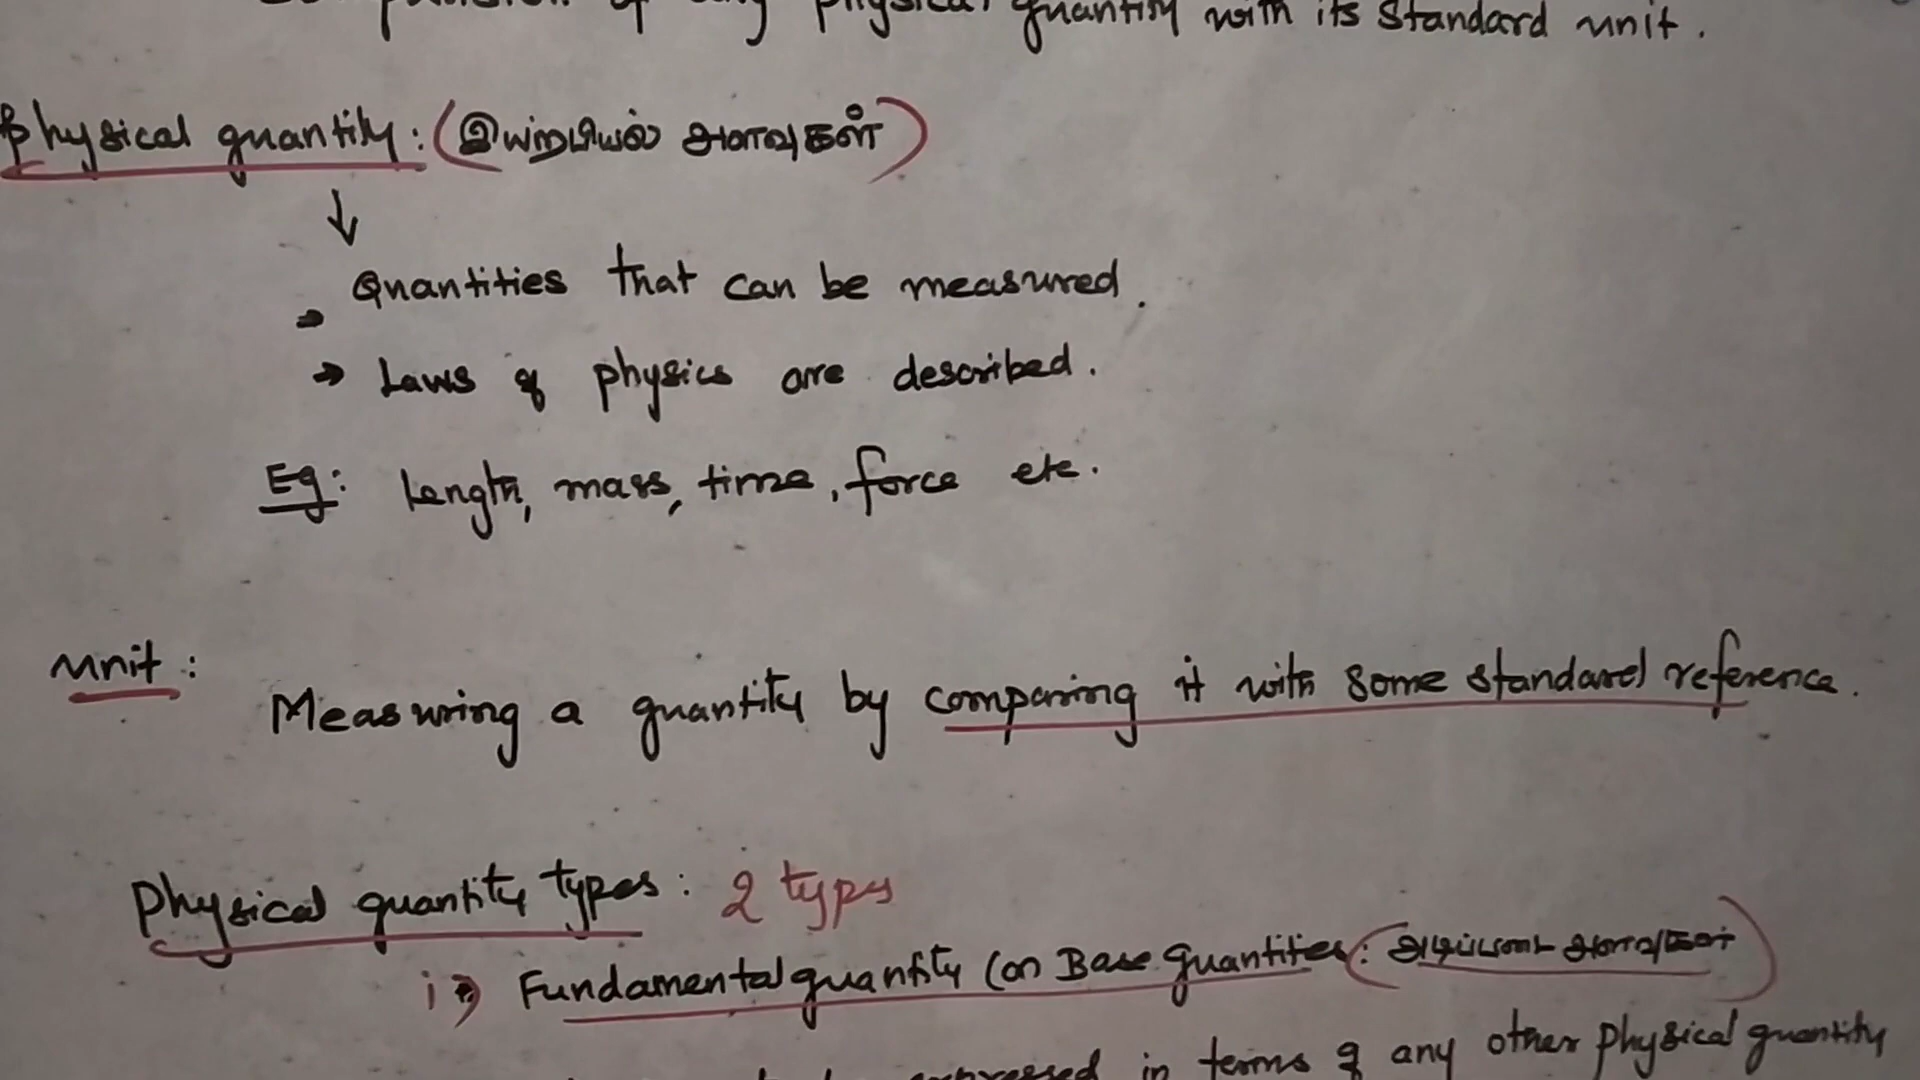 of any physical quantity with its standard unit.
Physical quantity: (இயற்பியல் அளவுகள்)
↓
Quantities that can be measured.
→ Laws of physics are described.
Eg: Length, mass, time, force etc.
Unit:
Measuring a quantity by comparing it with some standard reference.
Physical quantity types: 2 types
i) Fundamental quantity (or) Base Quantities: (அடிப்படை அளவுகள்)
expressed in terms of any other physical quantity